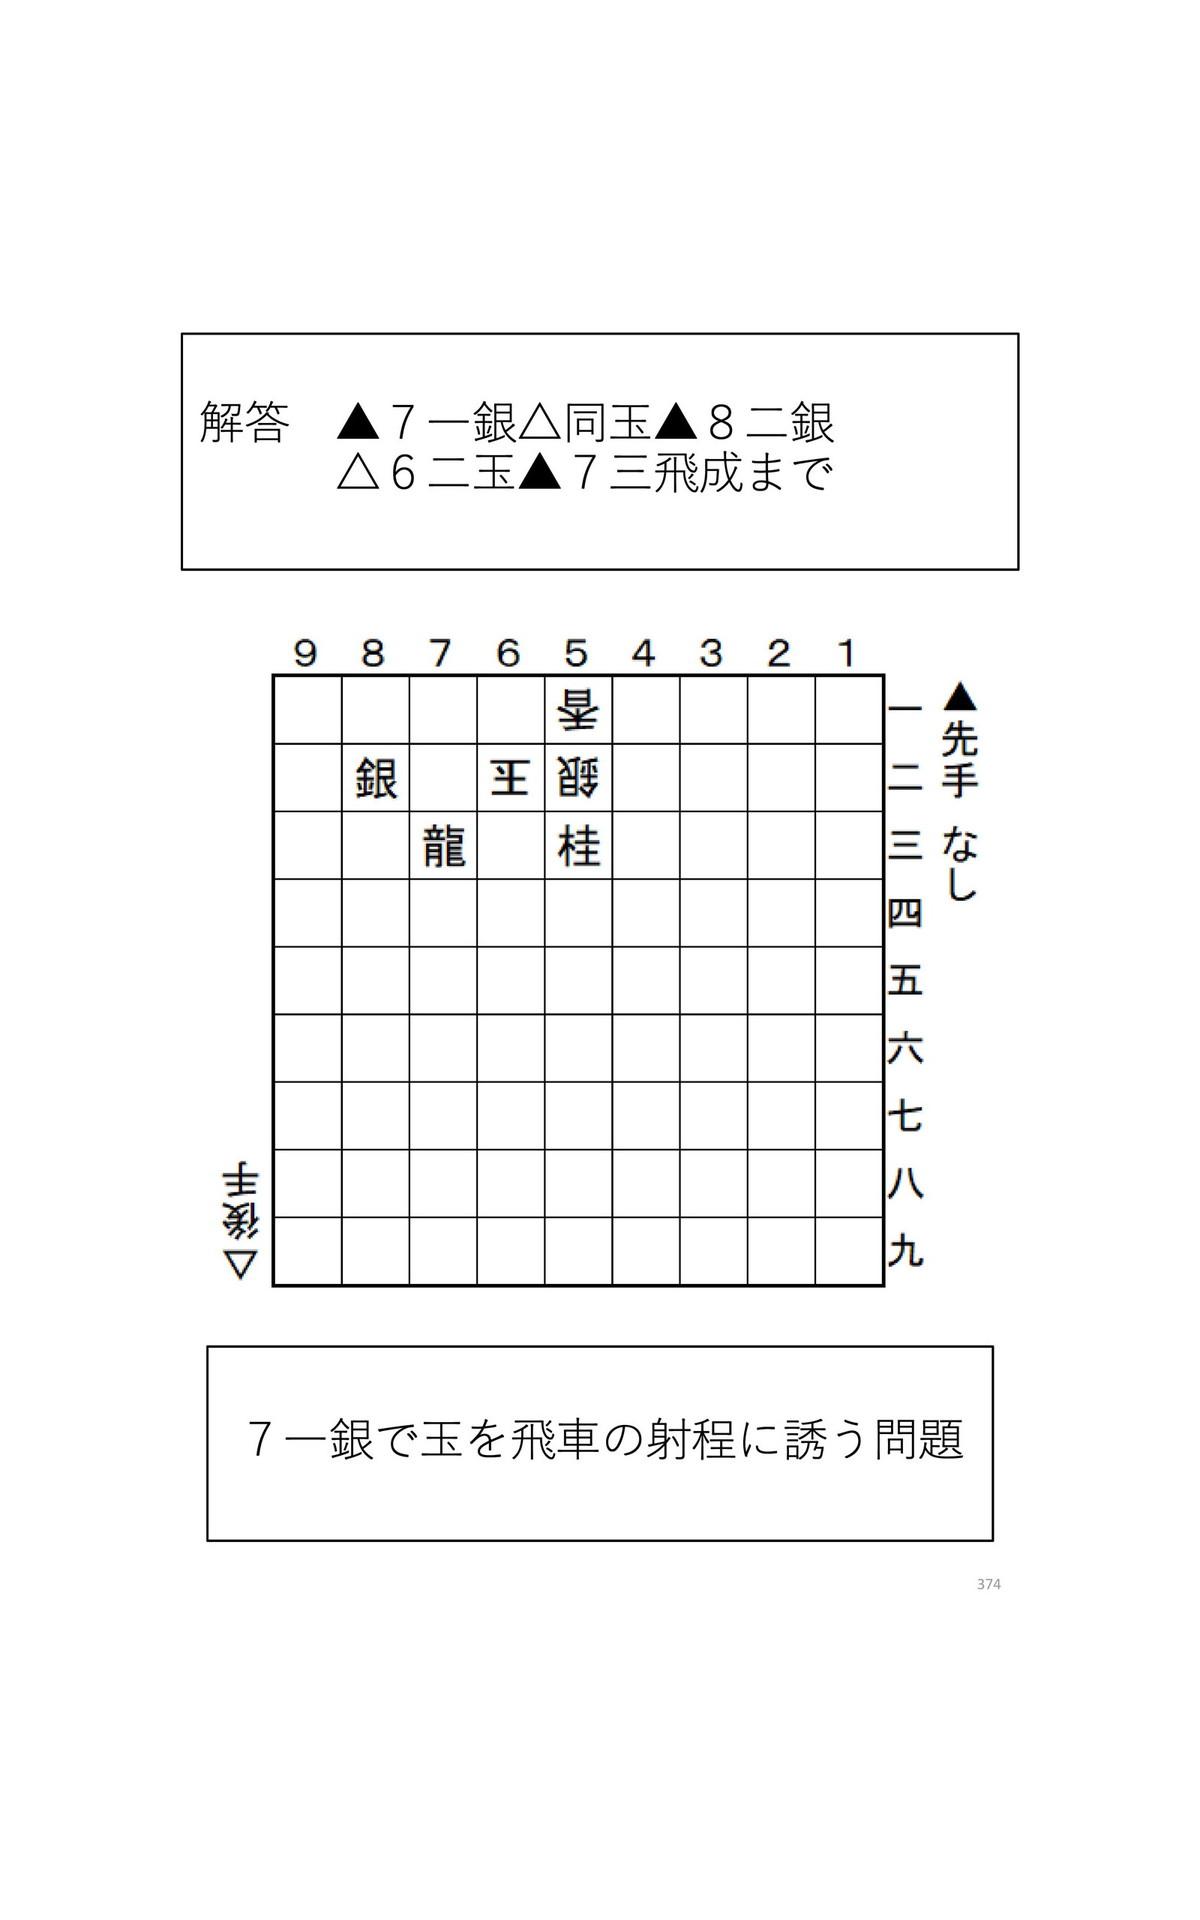 解答　▲７一銀△同玉▲８二銀
△６二玉▲７三飛成まで
9 8 7 6 5 4 3 2 1
香 一
銀 玉 銀 二
龍 桂 三
四
五
六
七
八
九
▲先手 なし
△後手
７一銀で玉を飛車の射程に誘う問題
374